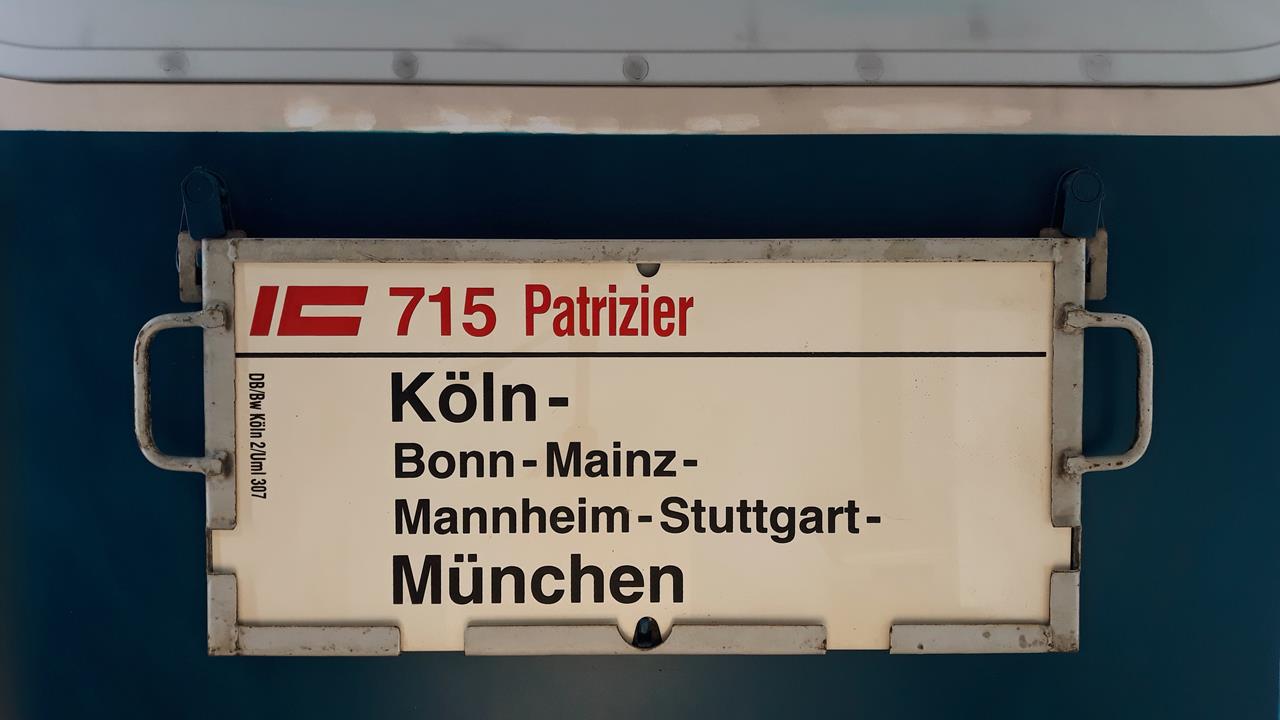 IC 715 Patrizier
Köln-
Bonn-Mainz-
Mannheim-Stuttgart-
München
DB/Bw Köln 2/Uml 307